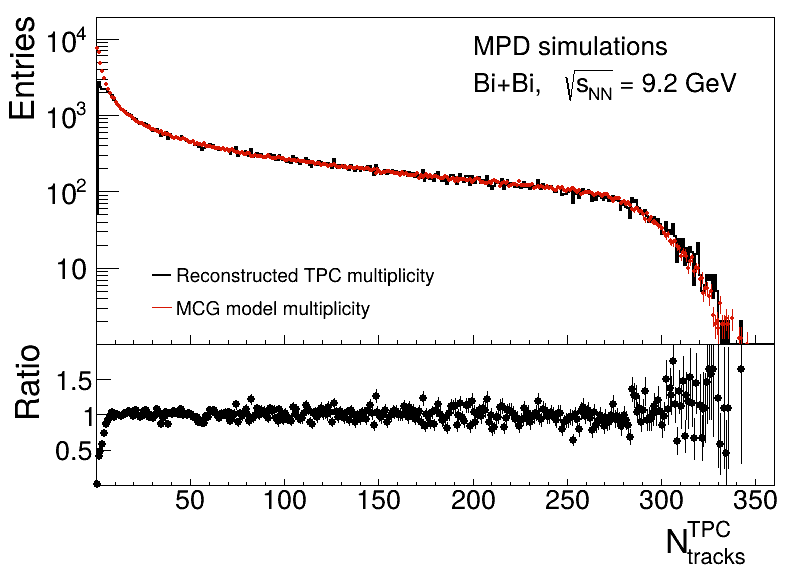 Entries
10^4
10^3
10^2
10
MPD simulations
Bi+Bi, √s_NN = 9.2 GeV
Reconstructed TPC multiplicity
MCG model multiplicity
Ratio
1.5
1
0.5
50 100 150 200 250 300 350
N^TPC_tracks